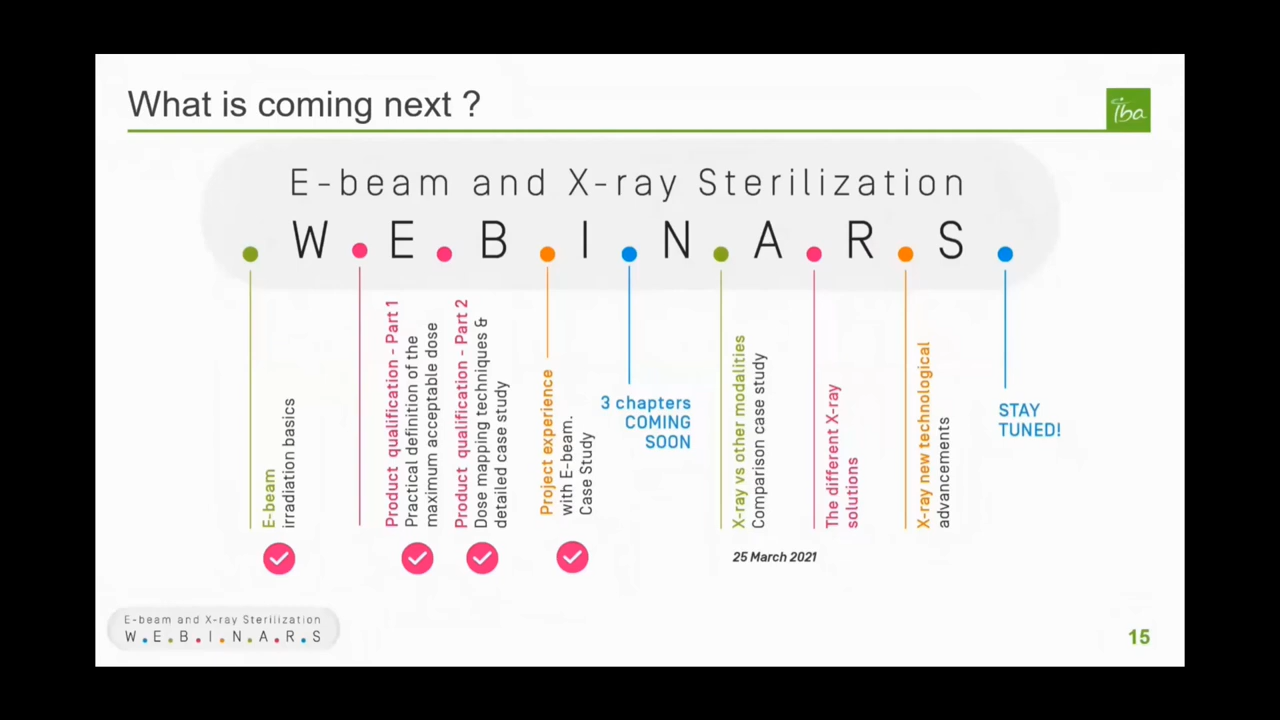 What is coming next ?
iba
E-beam and X-ray Sterilization
W.E.B.I.N.A.R.S
E-beam
irradiation basics
Product qualification - Part 1
Practical definition of the
maximum acceptable dose
Product qualification - Part 2
Dose mapping techniques &
detailed case study
Project experience
with E-beam.
Case Study
3 chapters
COMING
SOON
X-ray vs other modalities
Comparison case study
25 March 2021
The different X-ray
solutions
X-ray new technological
advancements
STAY
TUNED!
E-beam and X-ray Sterilization
W.E.B.I.N.A.R.S
15